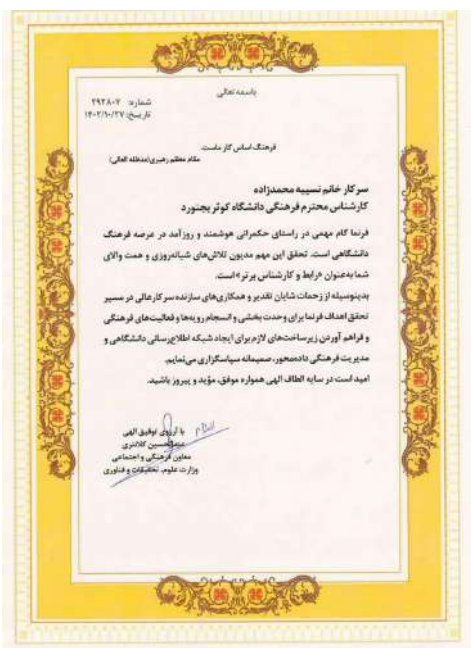 باسمه تعالی
شماره: ۲۹۲۸۰۷
تاریخ: ۱۴۰۲/۱۰/۲۷
فرهنگ اساس کار ماست.
مقام معظم رهبری(مدظله العالی)
سرکار خانم نسیبه محمدزاده
کارشناس محترم فرهنگی دانشگاه کوثر بجنورد
فرنما گام مهمی در راستای حکمرانی هوشمند و روزآمد در عرصه فرهنگ
دانشگاهی است. تحقق این مهم مدیون تلاش‌های شبانه‌روزی و همت والای
شما به‌عنوان «رابط و کارشناس برتر» است.
بدینوسیله از زحمات شایان تقدیر و همکاری‌های سازنده سرکارعالی در مسیر
تحقق اهداف فرنما برای وحدت بخشی و انسجام رویه‌ها و فعالیت‌های فرهنگی
و فراهم آوردن زیرساخت‌های لازم برای ایجاد شبکه اطلاع‌رسانی دانشگاهی و
مدیریت فرهنگی داده‌محور، صمیمانه سپاسگزاری می‌نمایم.
امید است در سایه الطاف الهی همواره موفق، مؤید و پیروز باشید.
با آرزوی توفیق الهی
عبدالحسین کلانتری
معاون فرهنگی و اجتماعی
وزارت علوم، تحقیقات و فناوری